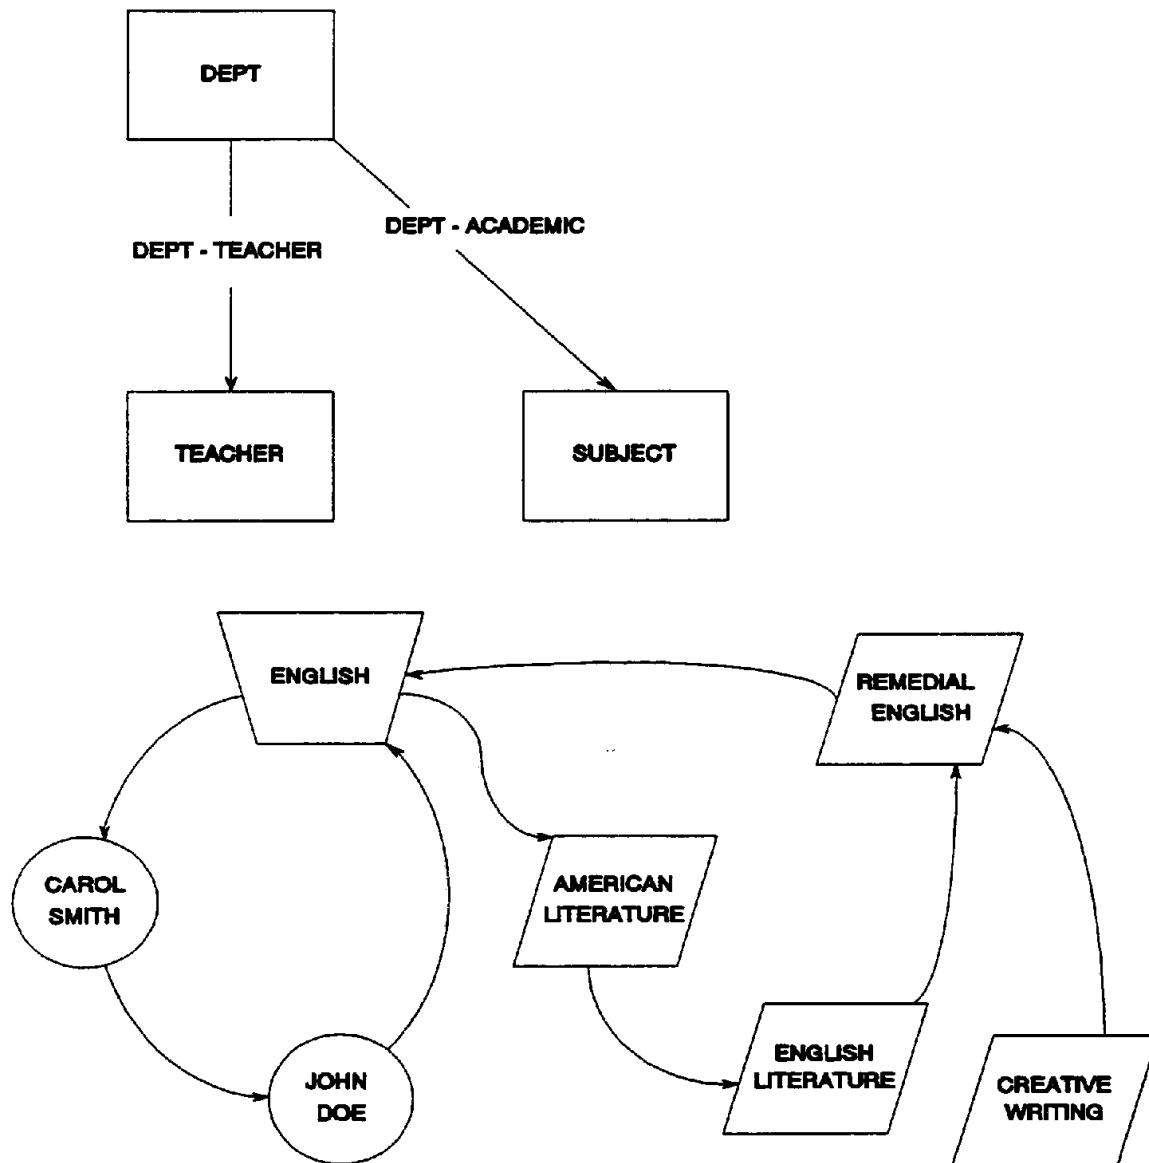 DEPT
DEPT - ACADEMIC
DEPT - TEACHER
TEACHER
SUBJECT
ENGLISH
REMEDIAL
ENGLISH
CAROL
SMITH
AMERICAN
LITERATURE
JOHN
DOE
ENGLISH
LITERATURE
CREATIVE
WRITING